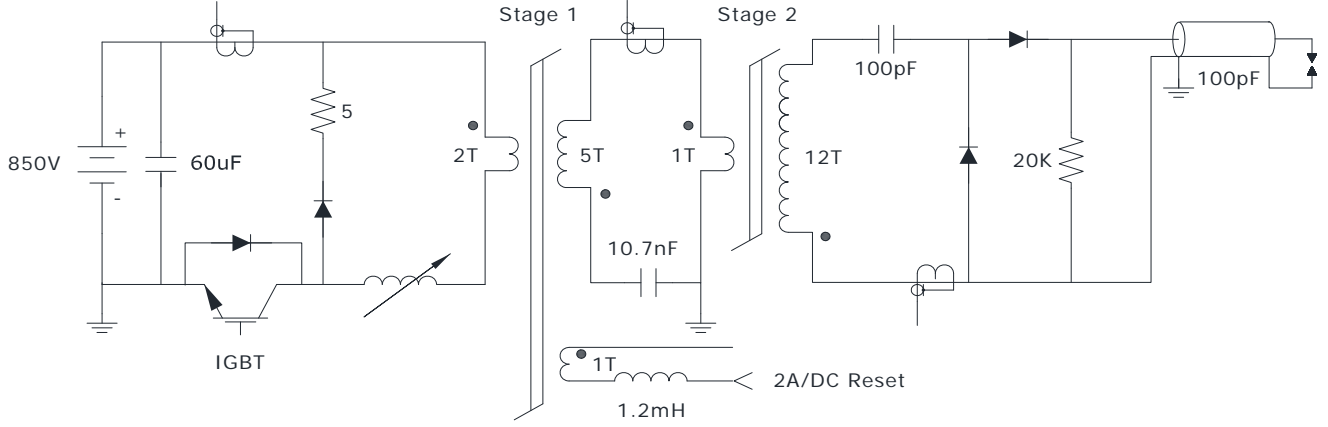 Stage 1
Stage 2
100pF
100pF
5
+
850V
60uF
2T
5T
1T
12T
20K
-
10.7nF
IGBT
1T
2A/DC Reset
1.2mH